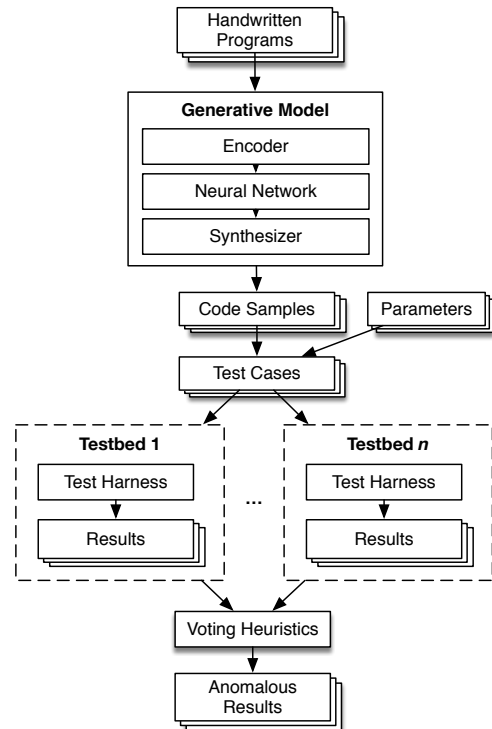 Handwritten
Programs
Generative Model
Encoder
Neural Network
Synthesizer
Code Samples
Parameters
Test Cases
Testbed 1
Testbed n
Test Harness
...
Test Harness
Results
Results
Voting Heuristics
Anomalous
Results